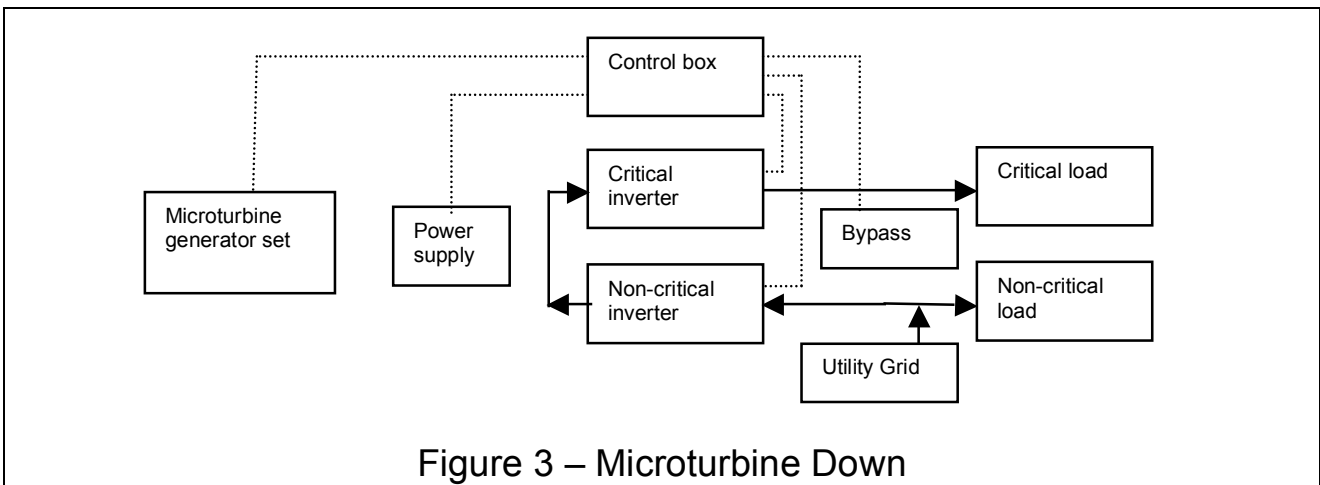 Control box
Critical
inverter
Critical load
Microturbine
generator set
Power
supply
Bypass
Non-critical
inverter
Non-critical
load
Utility Grid
Figure 3 – Microturbine Down